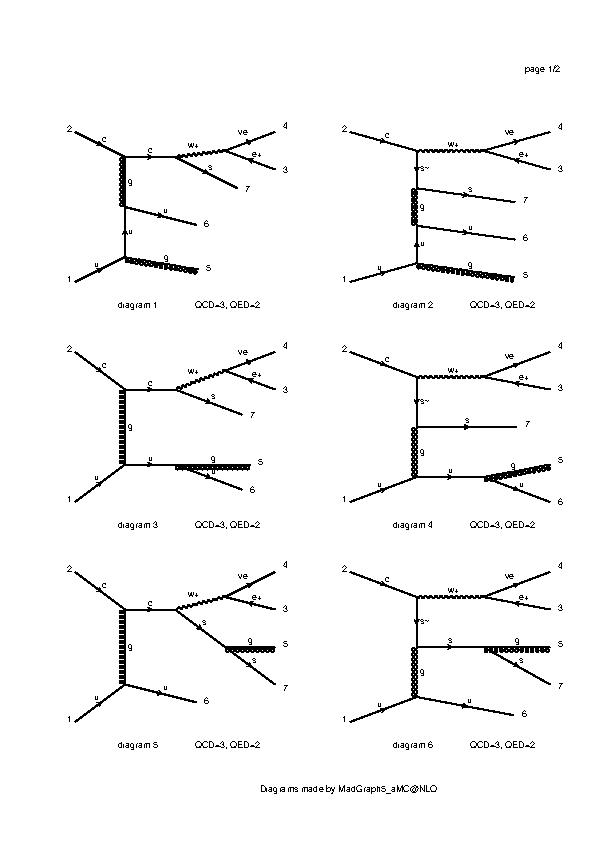 page 1/2
2 c c w+ ve 4
e+ 3
s 7
g
u 6
u
1 u g 5
diagram 1 QCD=3, QED=2
2 c w+ ve 4
e+ 3
s~
s 7
g
u 6
u
1 u g 5
diagram 2 QCD=3, QED=2
2 c c w+ ve 4
e+ 3
s 7
g
u g 5
1 u u 6
diagram 3 QCD=3, QED=2
2 c w+ ve 4
e+ 3
s~
s 7
g
u g 5
1 u u 6
diagram 4 QCD=3, QED=2
2 c c w+ ve 4
e+ 3
s
g g 5
s 7
1 u u 6
diagram 5 QCD=3, QED=2
2 c w+ ve 4
e+ 3
s~
s g 5
g s 7
1 u u 6
diagram 6 QCD=3, QED=2
Diagrams made by MadGraph5_aMC@NLO